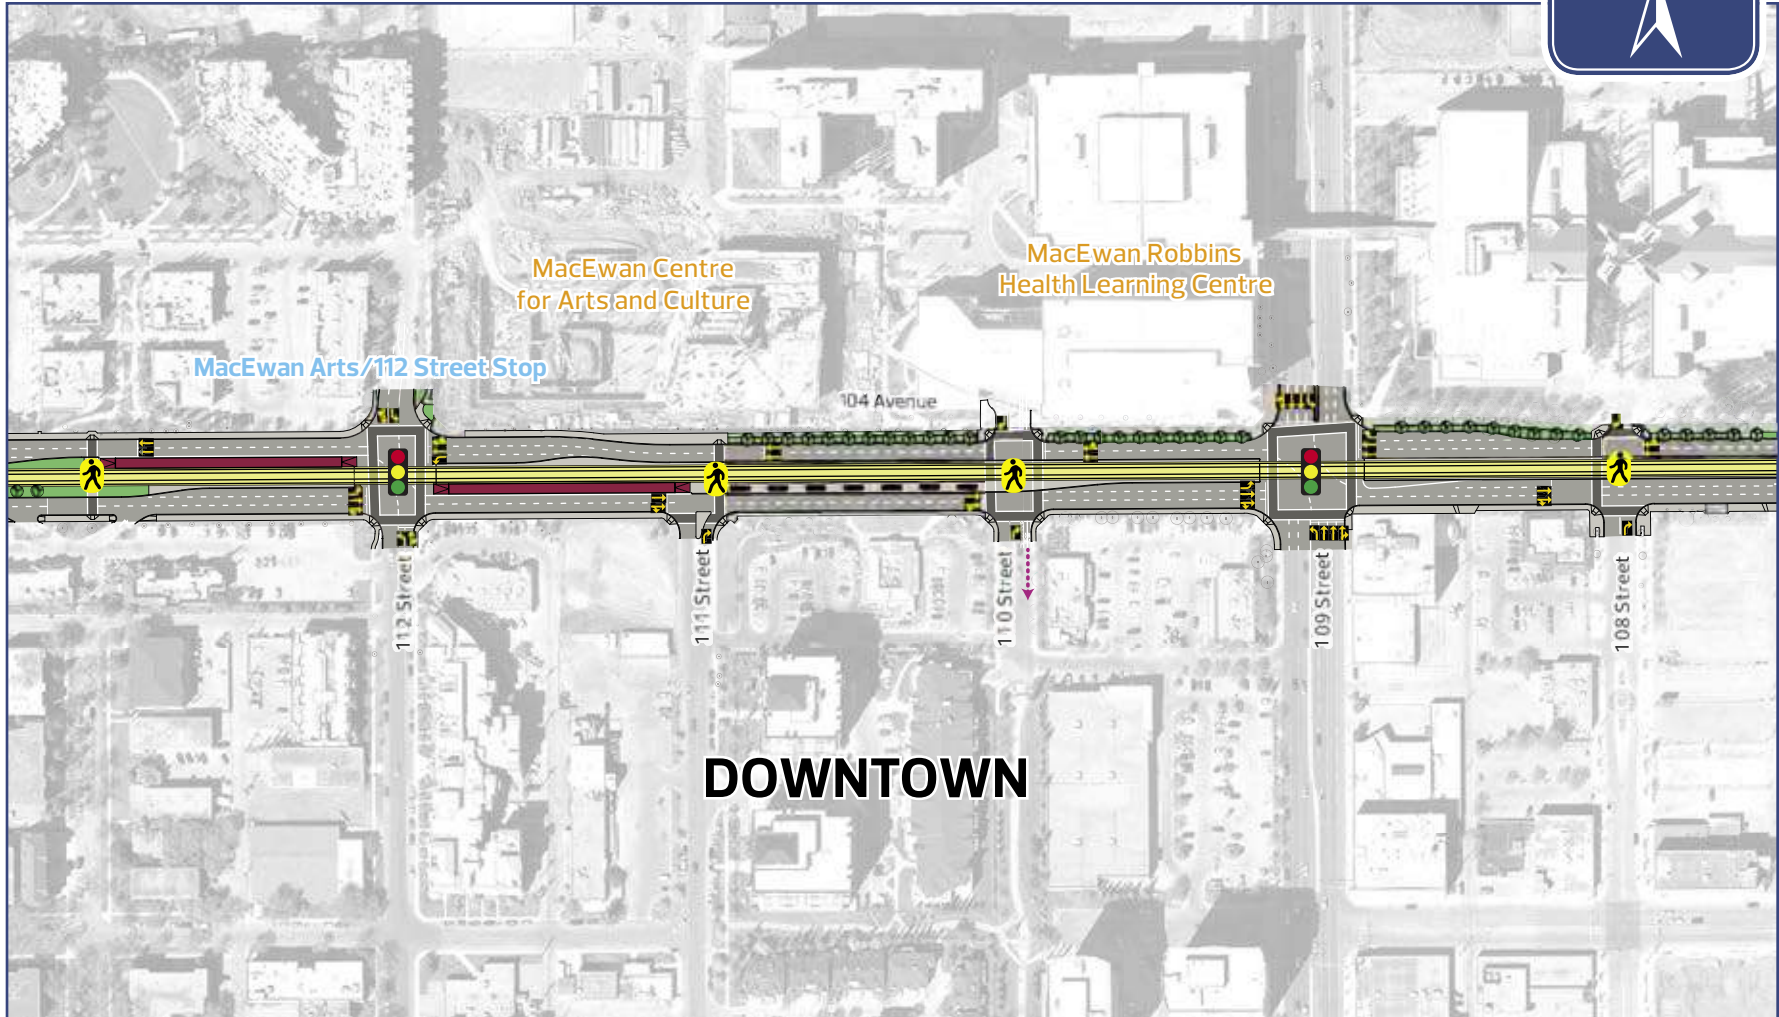 MacEwan Robbins
Health Learning Centre
MacEwan Centre
for Arts and Culture
MacEwan Arts/112 Street Stop
104 Avenue
112 Street
111 Street
110 Street
109 Street
108 Street
DOWNTOWN